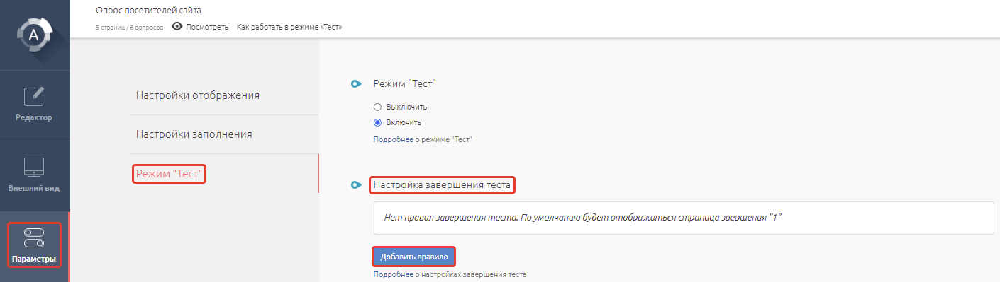 Опрос посетителей сайта
5 страниц / 6 вопросов Посмотреть Как работать в режиме «Тест»
A
Редактор
Внешний вид
Параметры
Настройки отображения
Настройки заполнения
Режим "Тест"
Режим "Тест"
Выключить
Включить
Подробнее о режиме "Тест"
Настройка завершения теста
Нет правил завершения теста. По умолчанию будет отображаться страница звершения "1"
Добавить правило
Подробнее о настройках завершения теста